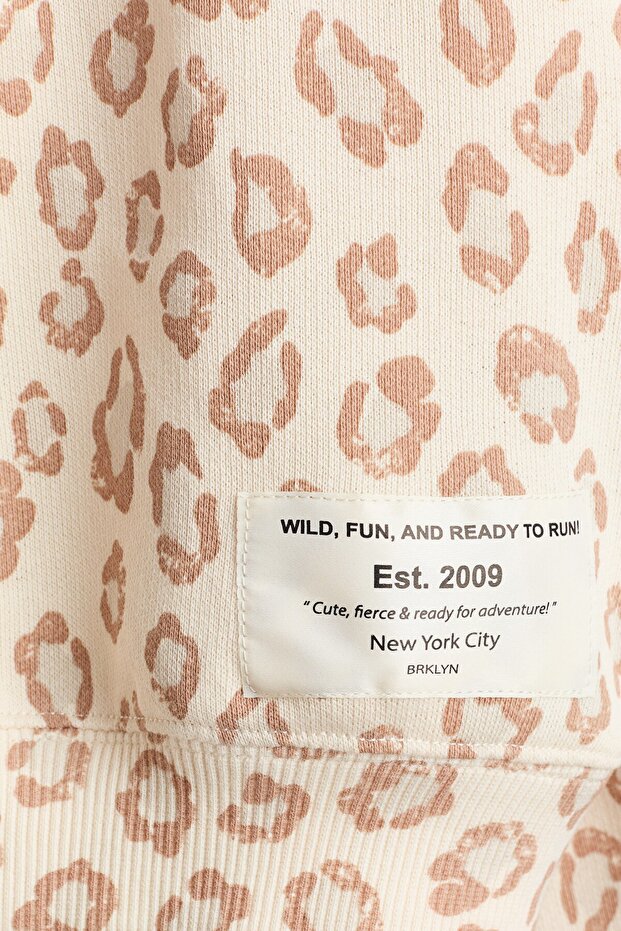 WILD, FUN, AND READY TO RUN!
Est. 2009
“Cute, fierce & ready for adventure!”
New York City
BRKLYN